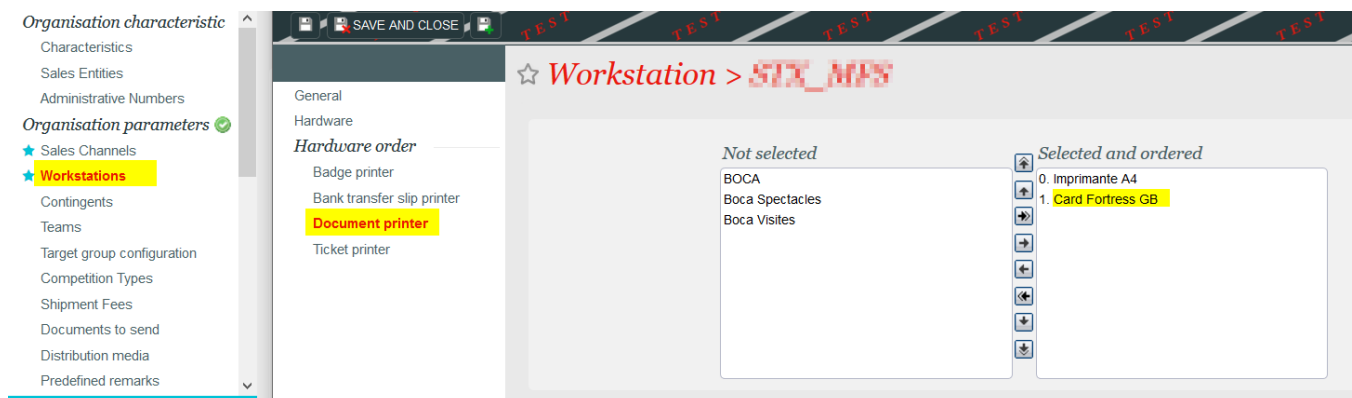 Organisation characteristic
Characteristics
Sales Entities
Administrative Numbers
Organisation parameters
Sales Channels
Workstations
Contingents
Teams
Target group configuration
Competition Types
Shipment Fees
Documents to send
Distribution media
Predefined remarks
SAVE AND CLOSE
TEST TEST TEST TEST TEST TEST
General
Hardware
Hardware order
Badge printer
Bank transfer slip printer
Document printer
Ticket printer
Workstation >
Not selected
BOCA
Boca Spectacles
Boca Visites
Selected and ordered
0. Imprimante A4
1. Card Fortress GB